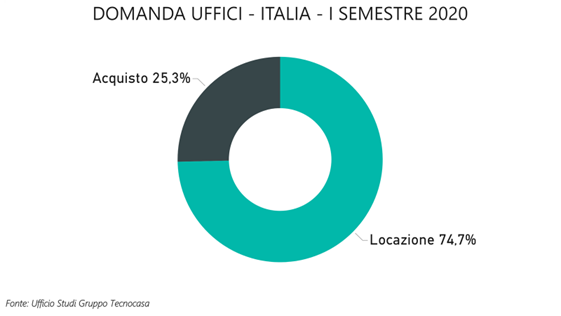 DOMANDA UFFICI - ITALIA - I SEMESTRE 2020
Acquisto 25,3%
Locazione 74,7%
Fonte: Ufficio Studi Gruppo Tecnocasa